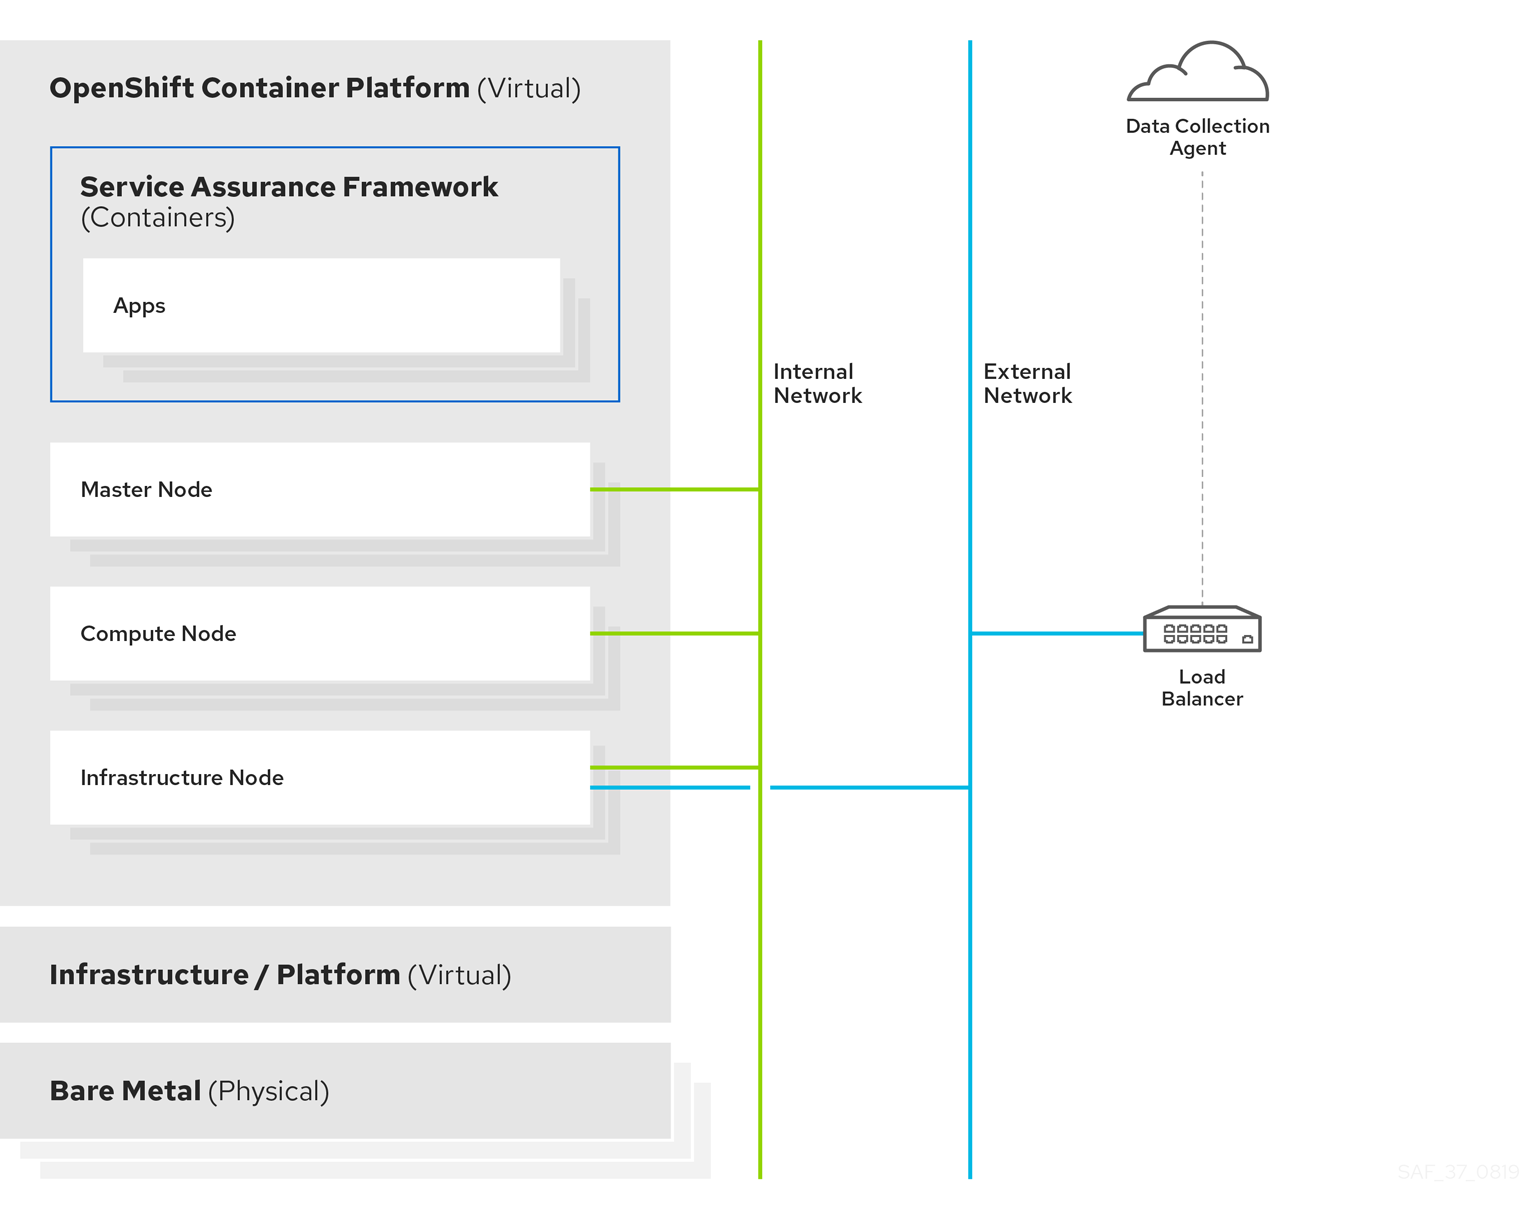 OpenShift Container Platform (Virtual)
Service Assurance Framework
(Containers)
Apps
Master Node
Compute Node
Infrastructure Node
Infrastructure / Platform (Virtual)
Bare Metal (Physical)
Internal
Network
External
Network
Data Collection
Agent
Load
Balancer
SAF_37_0819